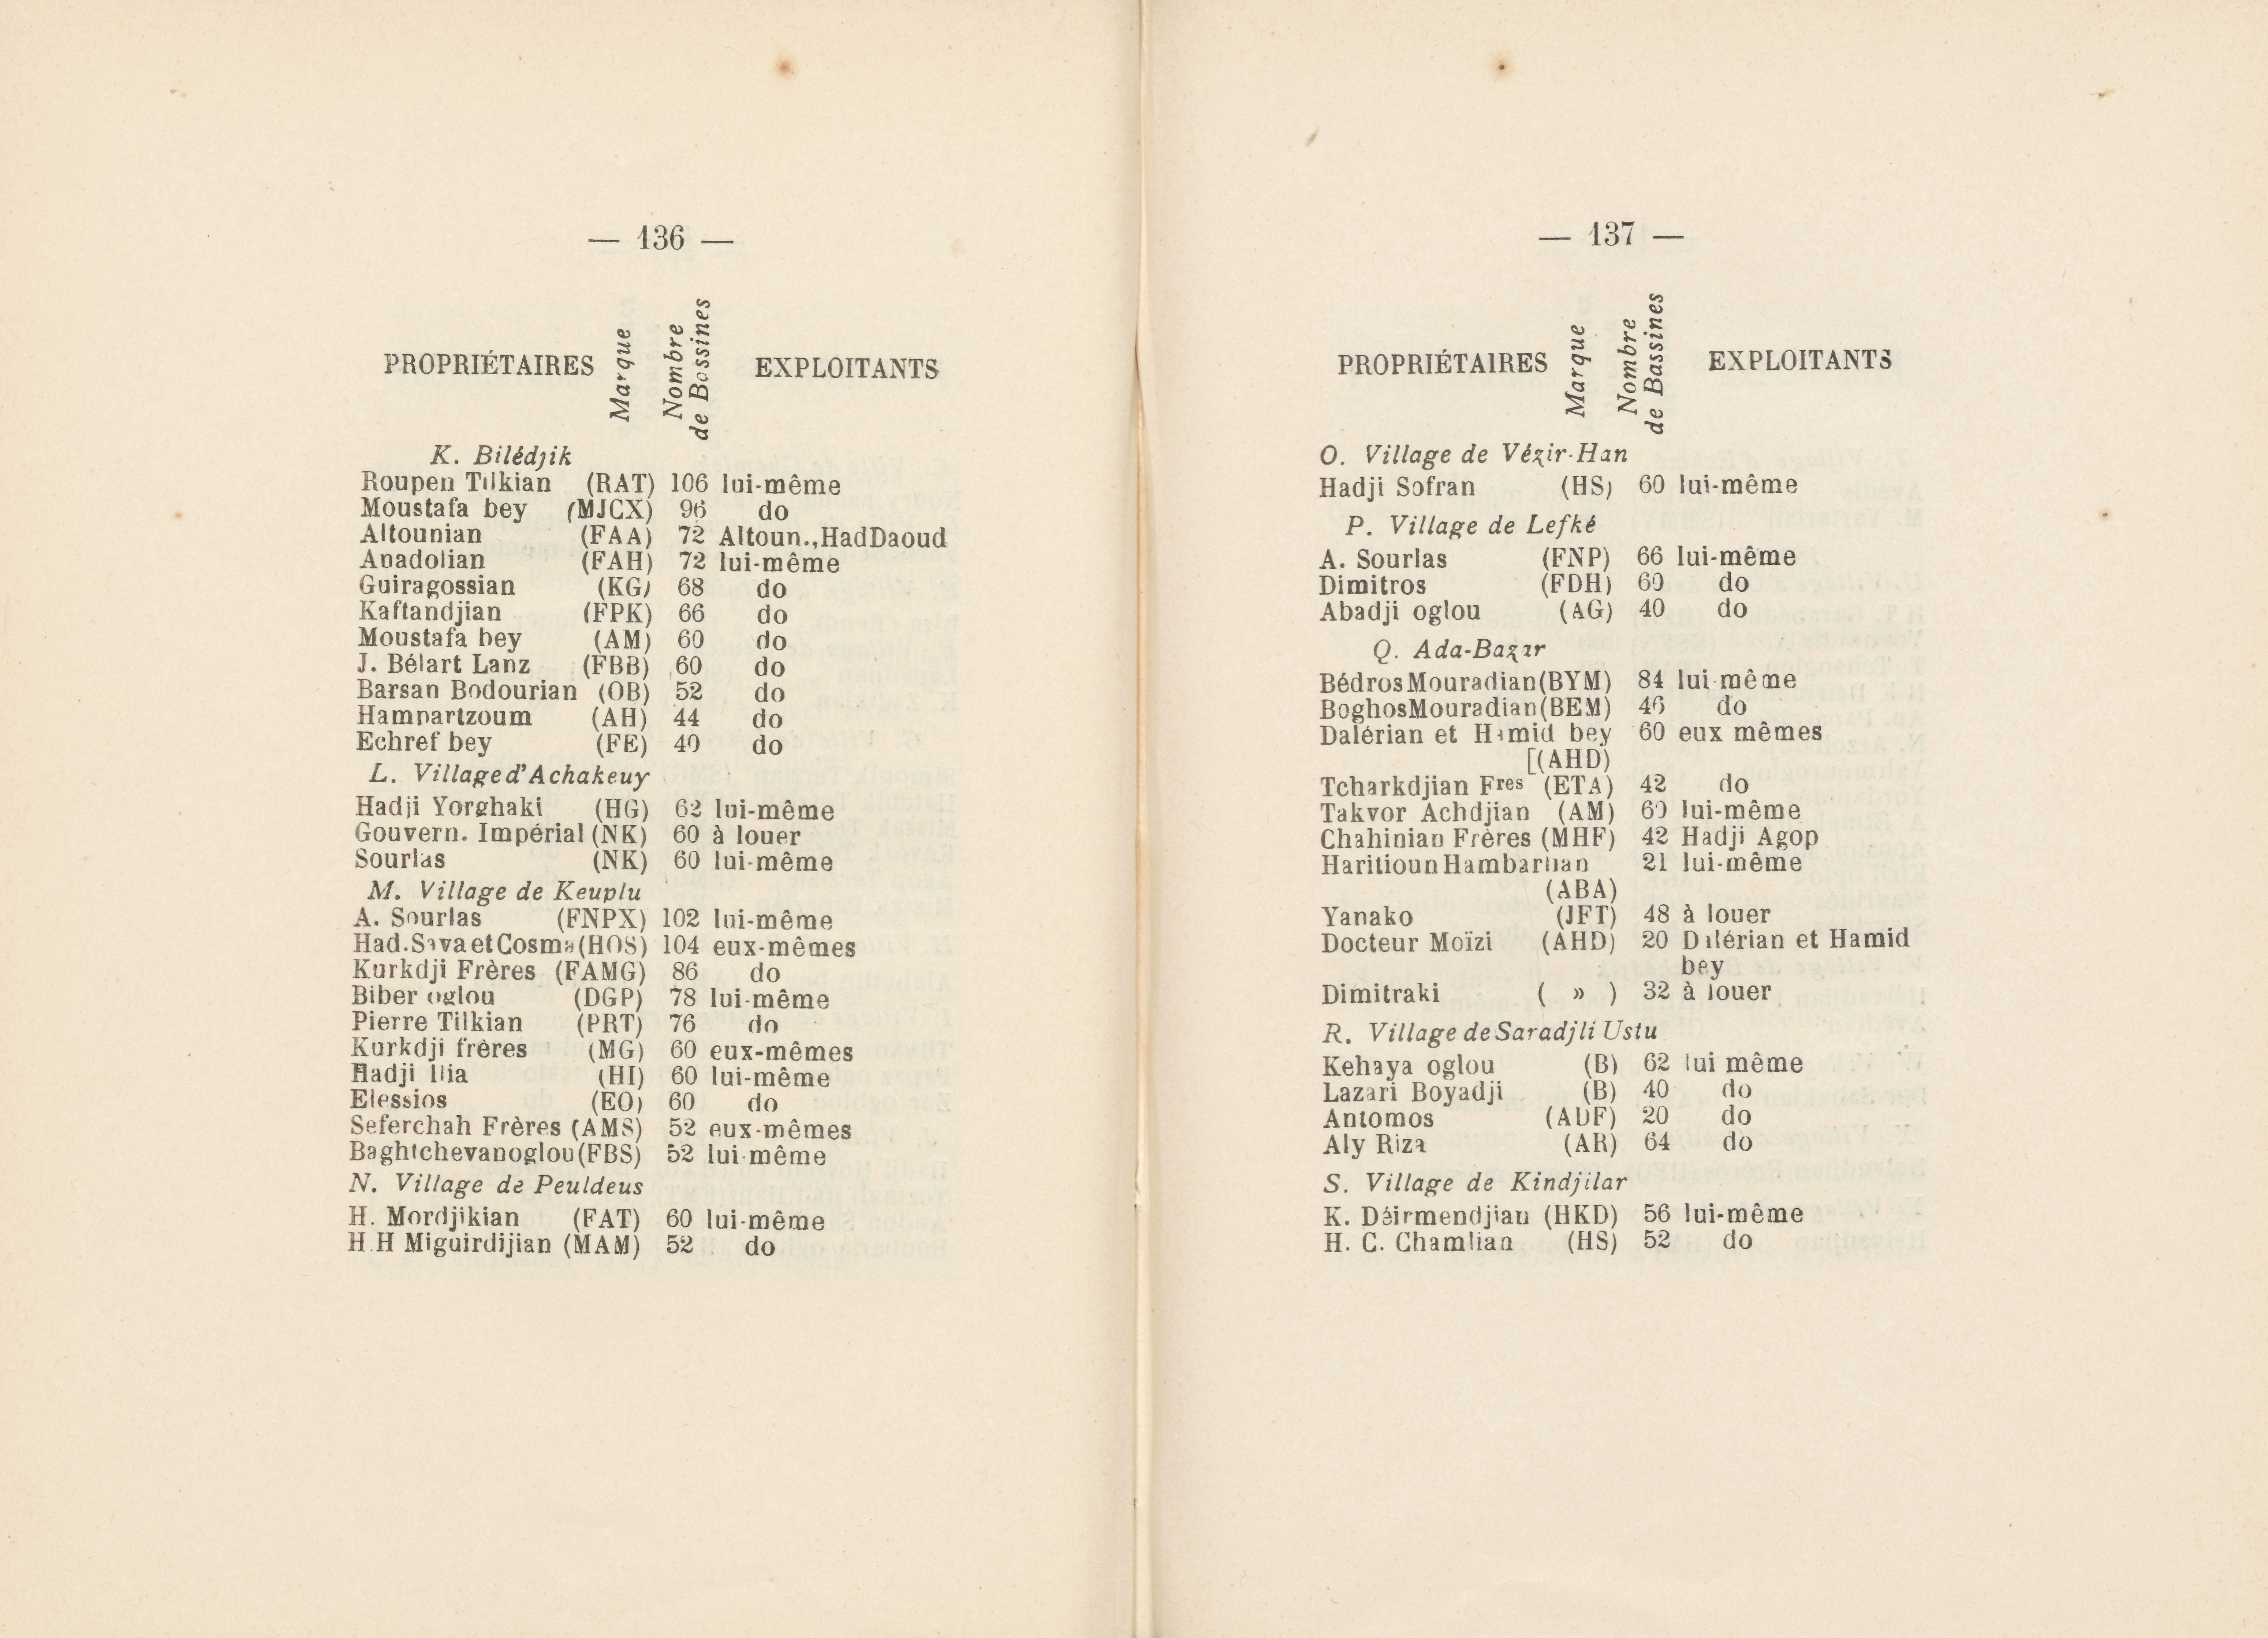 — 136 —
PROPRIÉTAIRES Marque Nombre de Bassines EXPLOITANTS
K. Bilédjik
Roupen Tilkian (RAT) 106 lui-même
Moustafa bey (MJCX) 96 do
Altounian (FAA) 72 Altoun.,HadDaoud
Anadolian (FAH) 72 lui-même
Guiragossian (KG) 68 do
Kaftandjian (FPK) 66 do
Moustafa bey (AM) 60 do
J. Bélart Lanz (FBB) 60 do
Barsan Bodourian (OB) 52 do
Hampartzoum (AH) 44 do
Echref bey (FE) 40 do
L. Village d'Achakeuy
Hadji Yorghaki (HG) 62 lui-même
Gouvern. Impérial (NK) 60 à louer
Sourlas (NK) 60 lui-même
M. Village de Keuplu
A. Sourlas (FNPX) 102 lui-même
Had. Sava et Cosma (HOS) 104 eux-mêmes
Kurkdji Frères (FAMG) 86 do
Biber oglou (DGP) 78 lui-même
Pierre Tilkian (PRT) 76 do
Kurkdji frères (MG) 60 eux-mêmes
Hadji Ilia (HI) 60 lui-même
Elessios (EO) 60 do
Seferchah Frères (AMS) 52 eux-mêmes
Baghtchevanoglou (FBS) 52 lui-même
N. Village de Peuldeus
H. Mordjikian (FAT) 60 lui-même
H.H Miguirdijian (MAM) 52 do
— 137 —
PROPRIÉTAIRES Marque Nombre de Bassines EXPLOITANTS
O. Village de Vézir-Han
Hadji Sofran (HS) 60 lui-même
P. Village de Lefké
A. Sourlas (FNP) 66 lui-même
Dimitros (FDH) 60 do
Abadji oglou (AG) 40 do
Q. Ada-Bazar
Bédros Mouradian (BYM) 84 lui même
Boghos Mouradian (BEM) 46 do
Dalérian et Hamid bey 60 eux mêmes
[(AHD)
Tcharkdjian Fres (ETA) 42 do
Takvor Achdjian (AM) 60 lui-même
Chahinian Frères (MHF) 42 Hadji Agop
Haritioun Hambarlian 21 lui-même
(ABA)
Yanako (JFT) 48 à louer
Docteur Moïzi (AHD) 20 Dalérian et Hamid
bey
Dimitraki ( » ) 32 à louer
R. Village de Saradjli Ustu
Kehaya oglou (B) 62 lui même
Lazari Boyadji (B) 40 do
Antomos (ADF) 20 do
Aly Riza (AR) 64 do
S. Village de Kindjilar
K. Déirmendjian (HKD) 56 lui-même
H. C. Chamlian (HS) 52 do